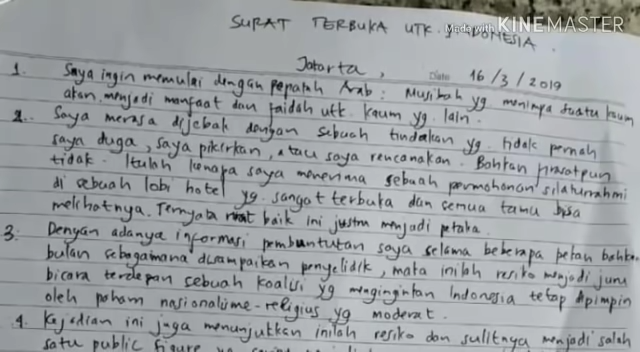 SURAT TERBUKA UTK. INDONESIA.
Made with KINEMASTER
Jakarta, Date 16/3/2019
1. Saya ingin memulai dengan pepatah Arab: Musibah yg. menimpa suatu kaum
akan menjadi manfaat dan faidah utk. kaum yg. lain.
2. Saya merasa dijebak dengan sebuah tindakan yg. tidak pernah
saya duga, saya pikirkan, atau saya rencanakan. Bahkan firasatpun
tidak. Itulah kenapa saya menerima sebuah permohonan silaturrahmi
di sebuah lobi hotel yg. sangat terbuka dan semua tamu bisa
melihatnya. Ternyata niat baik ini justru menjadi petaka.
3. Dengan adanya informasi pembuntutan saya selama beberapa pekan bahkan
bulan sebagaimana disampaikan penyelidik, maka inilah resiko menjadi juru
bicara terdepan sebuah koalisi yg menginginkan Indonesia tetap dipimpin
oleh paham nasionalisme-religius yg moderat.
4. Kejadian ini juga menunjukkan inilah resiko dan sulitnya menjadi salah
satu public figure